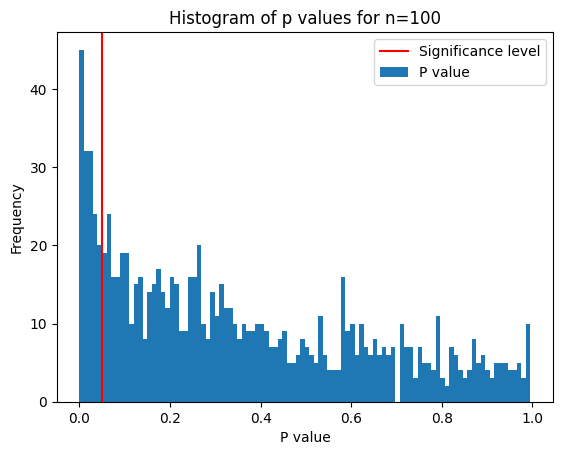 Histogram of p values for n=100
Significance level
P value
Frequency
40
30
20
10
0
0.0 0.2 0.4 0.6 0.8 1.0
P value